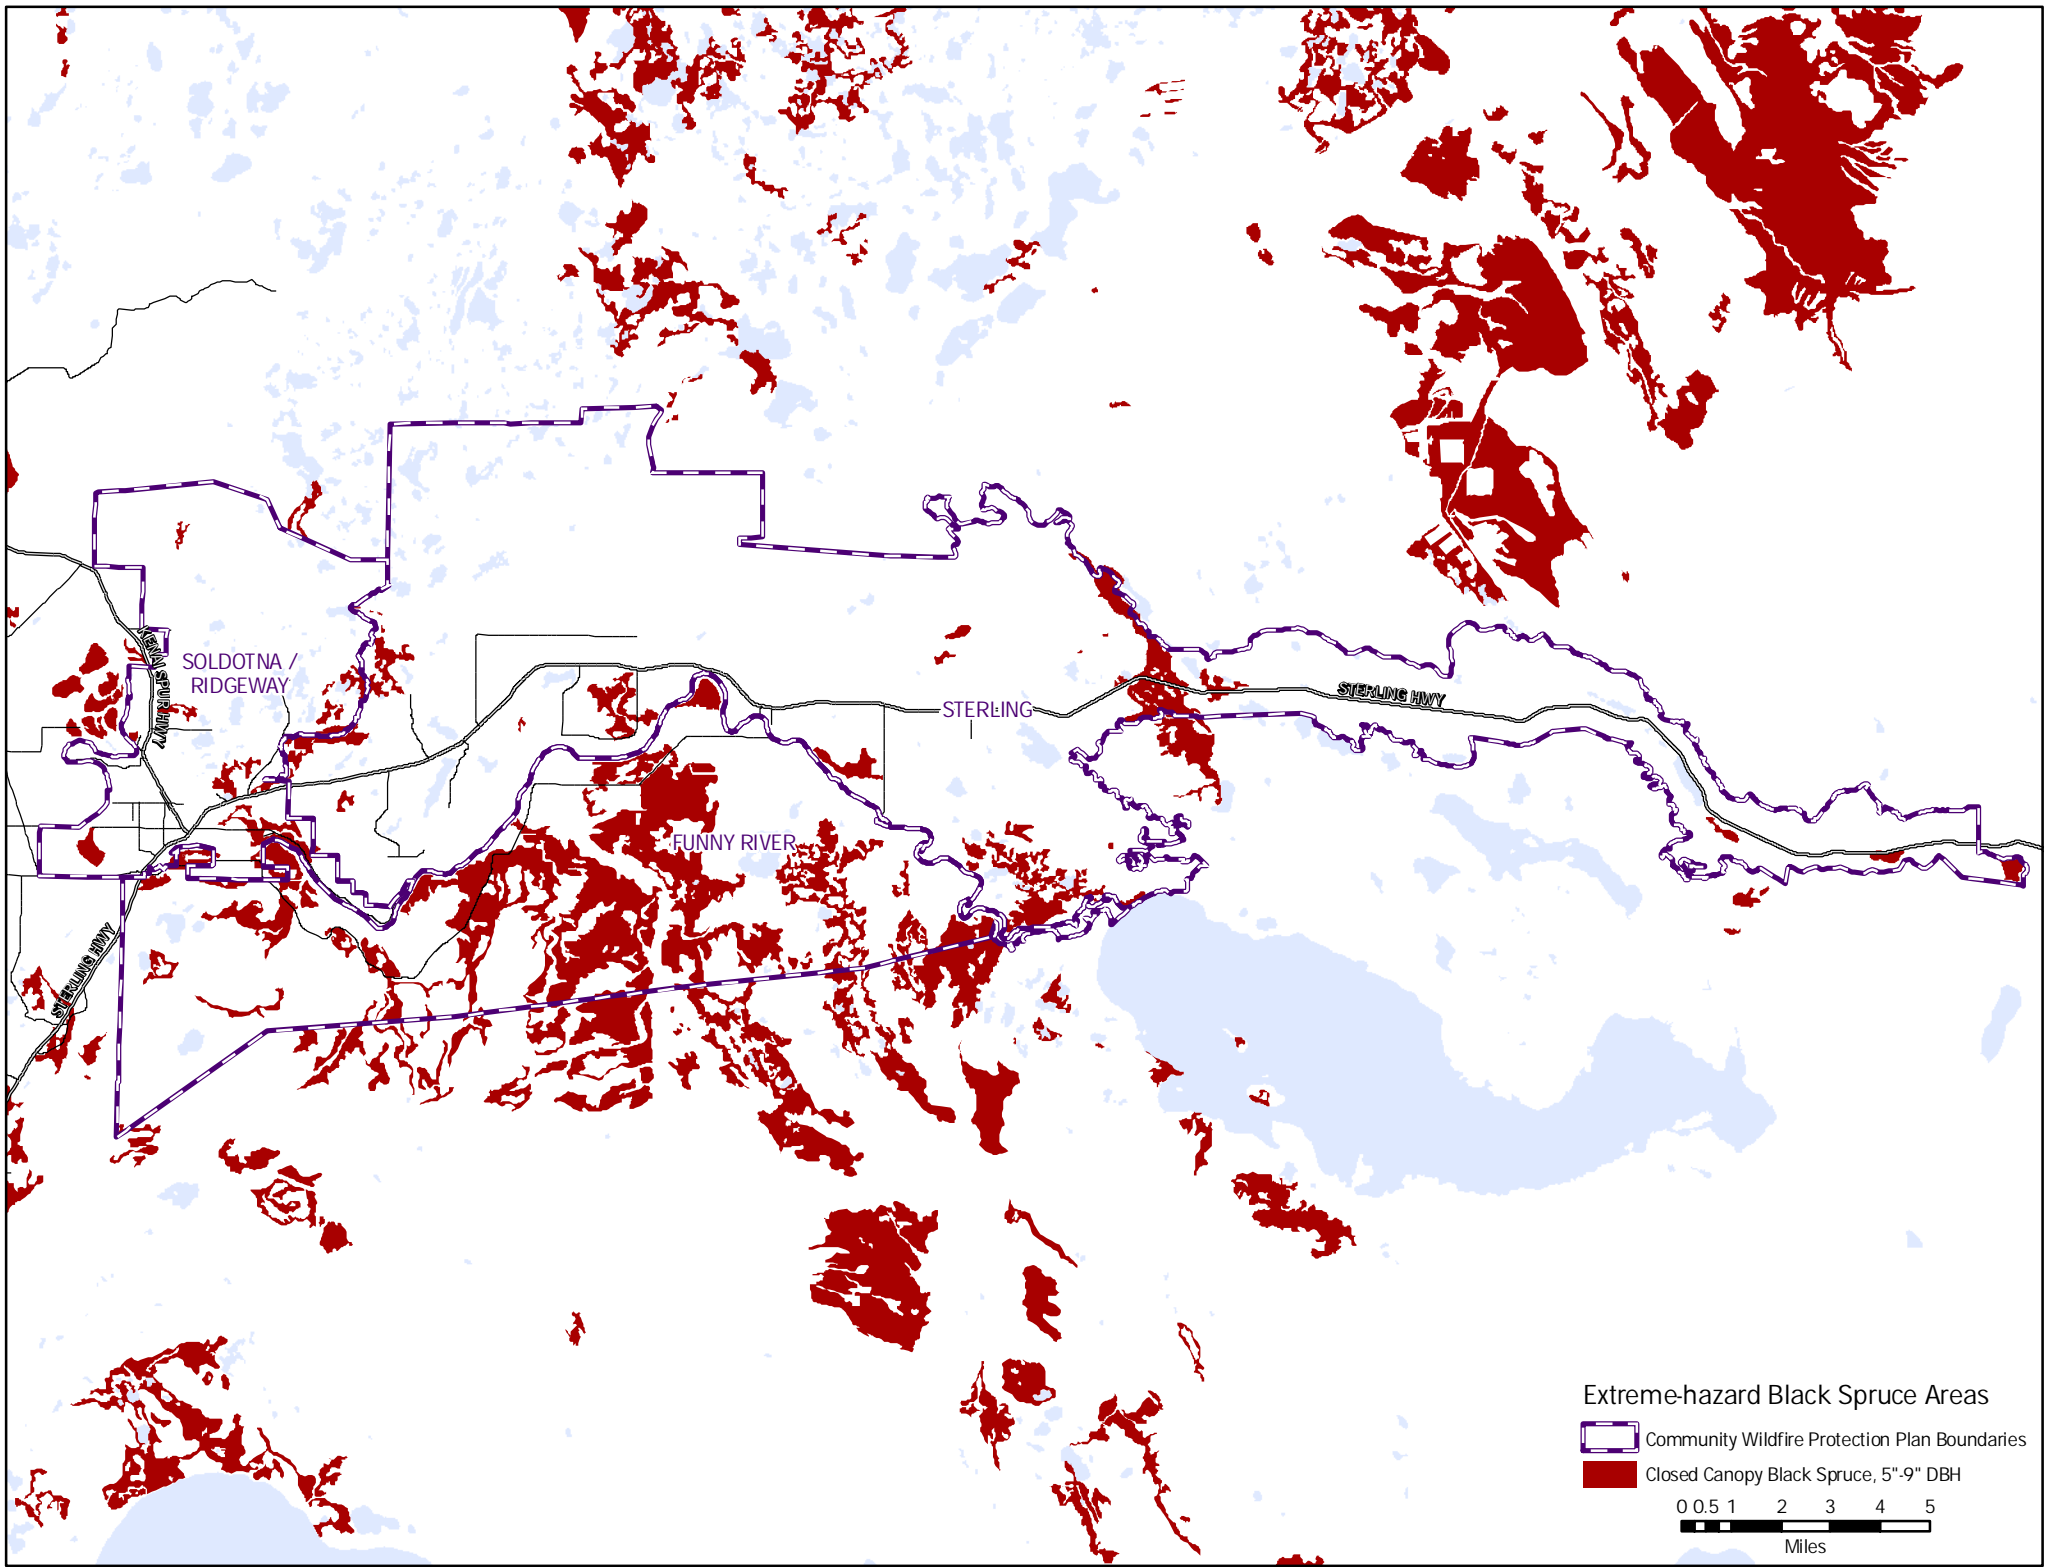 KENAI SPUR HWY
SOLDOTNA /
RIDGEWAY
STERLING HWY
STERLING
FUNNY RIVER
STERLING HWY
Extreme-hazard Black Spruce Areas
Community Wildfire Protection Plan Boundaries
Closed Canopy Black Spruce, 5"-9" DBH
0 0.5 1 2 3 4 5
Miles